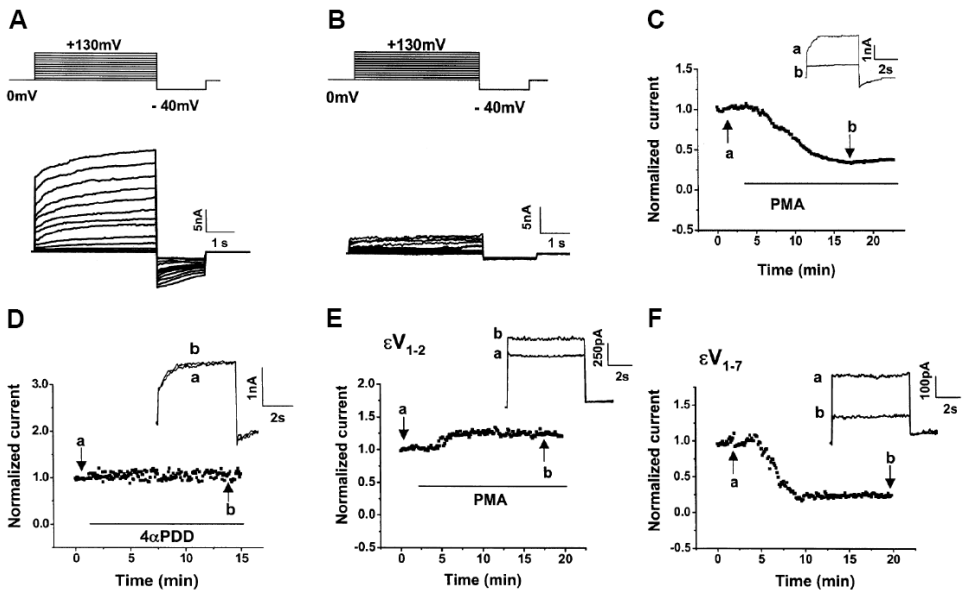 A
+130mV
0mV
- 40mV
5nA
1 s
B
+130mV
0mV
- 40mV
5nA
1 s
C
a
b
1nA
2s
Normalized current
1.5
1.0
0.5
0.0
-0.5
a
b
PMA
0 5 10 15 20
Time (min)
D
b
a
1nA
2s
Normalized current
3.0
2.0
1.0
0.0
a
b
4αPDD
0 5 10 15
Time (min)
E
εV1-2
b
a
250pA
2s
Normalized current
2.0
1.5
1.0
0.5
0.0
-0.5
a
b
PMA
0 5 10 15 20
Time (min)
F
εV1-7
a
b
100pA
2s
Normalized current
1.5
1.0
0.5
0.0
-0.5
a
b
0 5 10 15 20
Time (min)